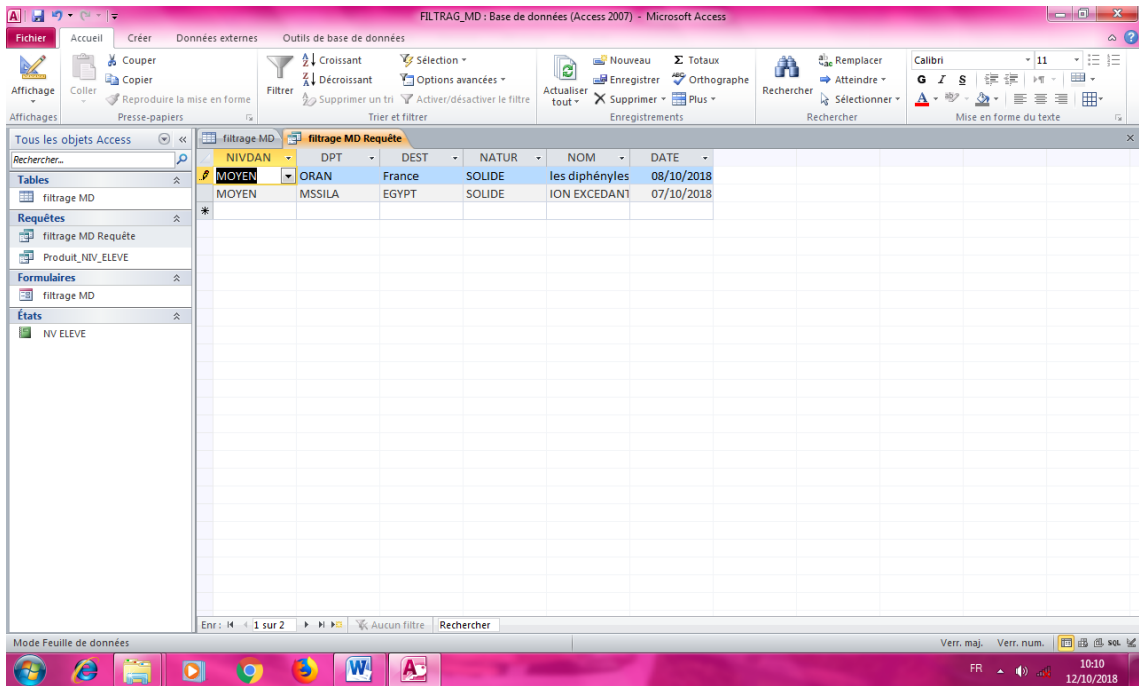 FILTRAG_MD : Base de données (Access 2007) - Microsoft Access
Fichier Accueil Créer Données externes Outils de base de données
Affichage
Affichages
Coller
Couper
Copier
Reproduire la mise en forme
Presse-papiers
Filtrer
Croissant
Décroissant
Supprimer un tri
Sélection
Options avancées
Activer/désactiver le filtre
Trier et filtrer
Actualiser
tout
Nouveau
Enregistrer
Supprimer
Totaux
Orthographe
Plus
Enregistrements
Rechercher
Remplacer
Atteindre
Sélectionner
Rechercher
Calibri 11
G I S
A
Mise en forme du texte
Tous les objets Access
Rechercher...
Tables
filtrage MD
Requêtes
filtrage MD Requête
Produit_NIV_ELEVE
Formulaires
filtrage MD
États
NV ELEVE
filtrage MD filtrage MD Requête
NIVDAN DPT DEST NATUR NOM DATE
MOYEN ORAN France SOLIDE les diphényles 08/10/2018
MOYEN MSSILA EGYPT SOLIDE ION EXCEDANT 07/10/2018
Enr : 1 sur 2 Aucun filtre Rechercher
Mode Feuille de données Verr. maj. Verr. num. SQL
FR 10:10
12/10/2018